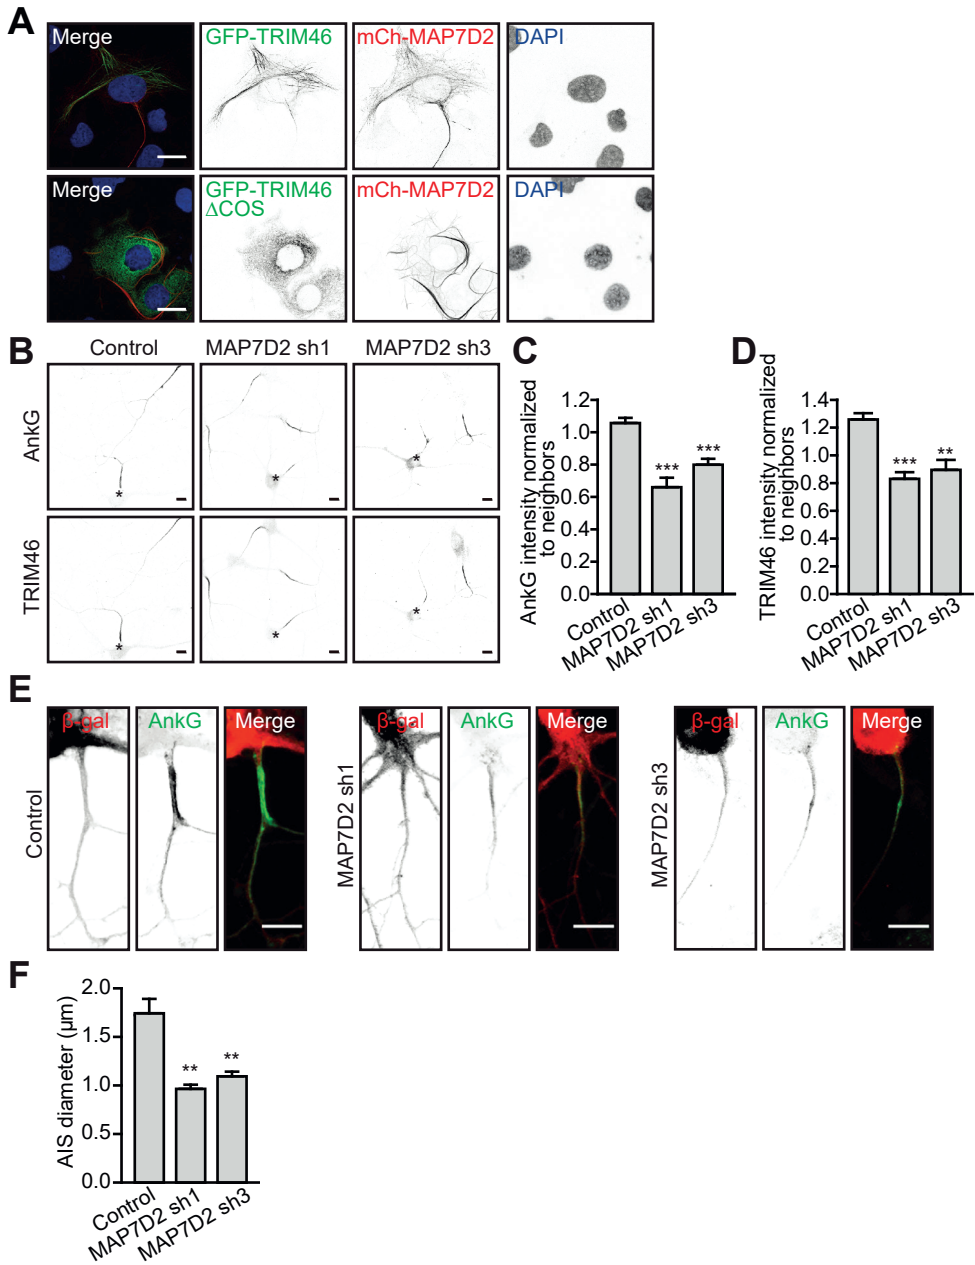 A
Merge
GFP-TRIM46
mCh-MAP7D2
DAPI
Merge
GFP-TRIM46
ΔCOS
mCh-MAP7D2
DAPI
B
Control
MAP7D2 sh1
MAP7D2 sh3
AnkG
*
*
*
TRIM46
*
*
*
C
AnkG intensity normalized
to neighbors
1.2
1.0
0.8
0.6
0.4
0.2
0.0
***
***
Control
MAP7D2 sh1
MAP7D2 sh3
D
TRIM46 intensity normalized
to neighbors
1.4
1.2
1.0
0.8
0.6
0.4
0.2
0.0
***
**
Control
MAP7D2 sh1
MAP7D2 sh3
E
Control
β-gal
AnkG
Merge
MAP7D2 sh1
β-gal
AnkG
Merge
MAP7D2 sh3
β-gal
AnkG
Merge
F
AIS diameter (μm)
2.0
1.5
1.0
0.5
0.0
**
**
Control
MAP7D2 sh1
MAP7D2 sh3